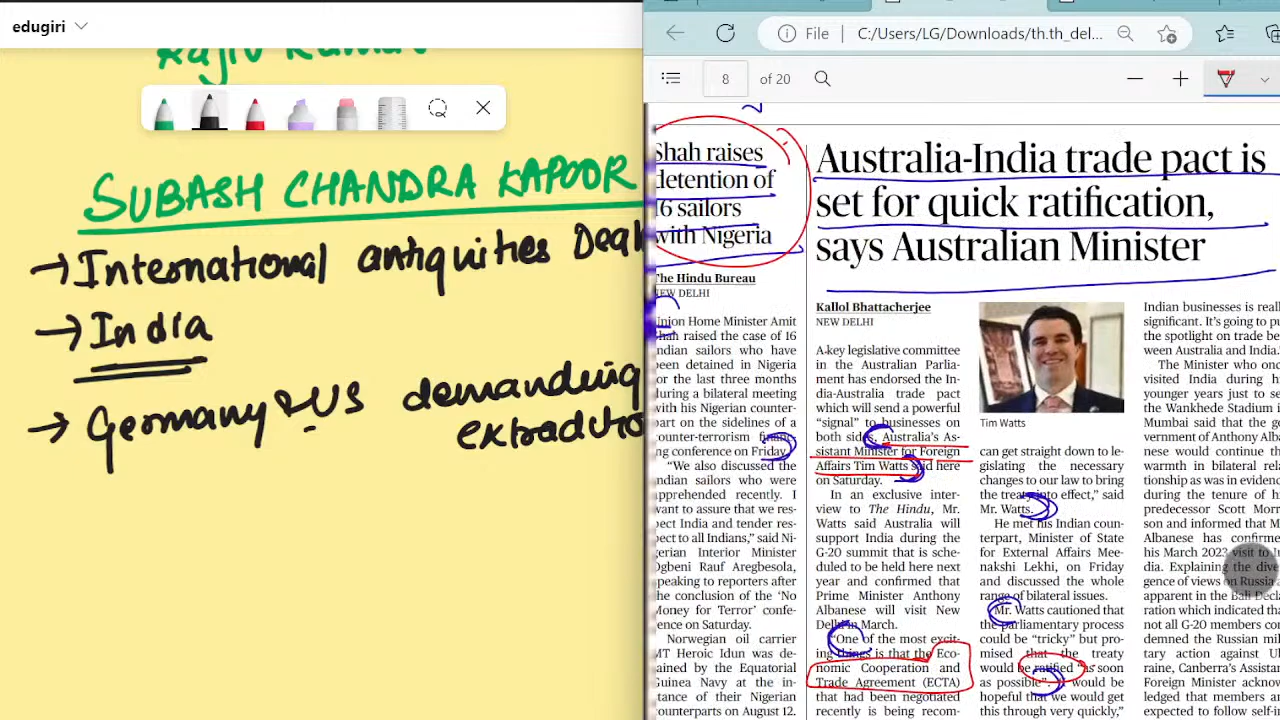 edugiri
Rajiv Kumar
SUBASH CHANDRA KAPOOR
→ International antiquities Deal
→ India
→ Germany & US demanding
extraditio
File
C:/Users/LG/Downloads/th.th_del...
8 of 20
Shah raises
detention of
16 sailors
with Nigeria
The Hindu Bureau
NEW DELHI
Union Home Minister Amit
Shah raised the case of 16
Indian sailors who have
been detained in Nigeria
for the last three months
during a bilateral meeting
with his Nigerian counter-
part on the sidelines of a
counter-terrorism financ-
ing conference on Friday.
“We also discussed the
Indian sailors who were
apprehended recently. I
want to assure that we res-
pect India and tender res-
pect to all Indians,” said Ni-
gerian Interior Minister
Ogbeni Rauf Aregbesola,
speaking to reporters after
the conclusion of the ‘No
Money for Terror’ confe-
rence on Saturday.
Norwegian oil carrier
MT Heroic Idun was de-
tained by the Equatorial
Guinea Navy at the in-
stance of their Nigerian
counterparts on August 12.
Australia-India trade pact is
set for quick ratification,
says Australian Minister
Kallol Bhattacherjee
NEW DELHI
A key legislative committee
in the Australian Parlia-
ment has endorsed the In-
dia-Australia trade pact
which will send a powerful
“signal” to businesses on
both sides, Australia’s As-
sistant Minister for Foreign
Affairs Tim Watts said here
on Saturday.
In an exclusive inter-
view to The Hindu, Mr.
Watts said Australia will
support India during the
G-20 summit that is sche-
duled to be held here next
year and confirmed that
Prime Minister Anthony
Albanese will visit New
Delhi in March.
“One of the most excit-
ing things is that the Eco-
nomic Cooperation and
Trade Agreement (ECTA)
that had been negotiated
recently is being recom-
Tim Watts
can get straight down to le-
gislating the necessary
changes to our law to bring
the treaty into effect,” said
Mr. Watts.
He met his Indian coun-
terpart, Minister of State
for External Affairs Mee-
nakshi Lekhi, on Friday
and discussed the whole
range of bilateral issues.
Mr. Watts cautioned that
the parliamentary process
could be “tricky” but pro-
mised that the treaty
would be ratified “as soon
as possible”. “I would be
hopeful that we would get
this through very quickly,”
Indian businesses is reall
significant. It’s going to pu
the spotlight on trade be
ween Australia and India.
The Minister who onc
visited India during h
younger years just to se
the Wankhede Stadium
Mumbai said that the go
vernment of Anthony Alb
nese would continue th
warmth in bilateral rela
tionship as was in eviden
during the tenure of h
predecessor Scott Morr
son and informed that M
Albanese has confirme
his March 2023 visit to I
dia. Explaining the dive
gence of views on Russia a
apparent in the Bali Decla
ration which indicated tha
not all G-20 members con
demned the Russian mil
tary action against Uk
raine, Canberra’s Assista
Foreign Minister acknow
ledged that members a
expected to follow self-i